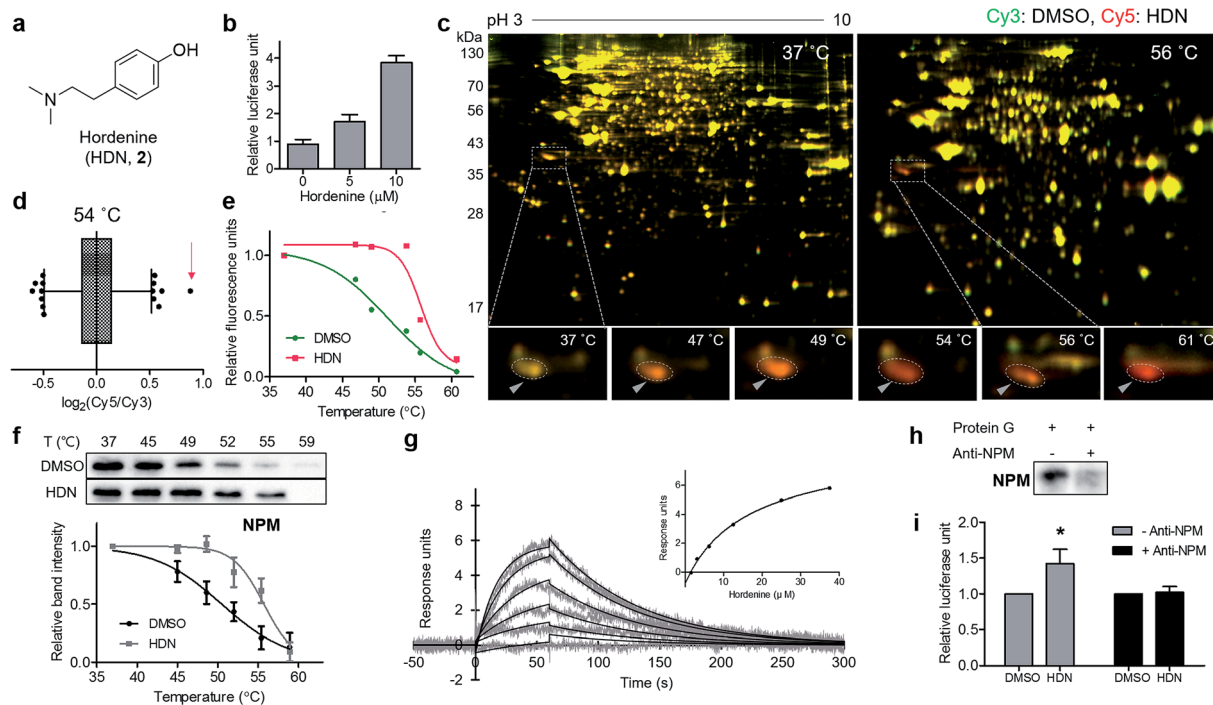 a
OH
N
Hordenine
(HDN, 2)
b
Relative luciferase unit
4
3
2
1
0
0 5 10
Hordenine (μM)
c
pH 3 10
Cy3: DMSO, Cy5: HDN
kDa
130
70
56
43
35
28
17
37 ˚C
56 ˚C
37 ˚C
47 ˚C
49 ˚C
54 ˚C
56 ˚C
61 ˚C
d
54 ˚C
-0.5 0.0 0.5 1.0
log2(Cy5/Cy3)
e
Relative fluorescence units
1.0
0.5
0.0
DMSO
HDN
35 40 45 50 55 60 65
Temperature (°C)
f
T (℃) 37 45 49 52 55 59
DMSO
HDN
NPM
Relative band intensity
1.0
0.5
0.0
DMSO
HDN
35 40 45 50 55 60 65
Temperature (°C)
g
Response units
8
6
4
2
0
-2
-50 0 50 100 150 200 250 300
Time (s)
Response units
6
4
2
0
10 20 30 40
Hordenine (μ M)
h
Protein G + +
Anti-NPM - +
NPM
i
Relative luciferase unit
2.0
1.5
1.0
0.5
0.0
*
- Anti-NPM
+ Anti-NPM
DMSO HDN DMSO HDN